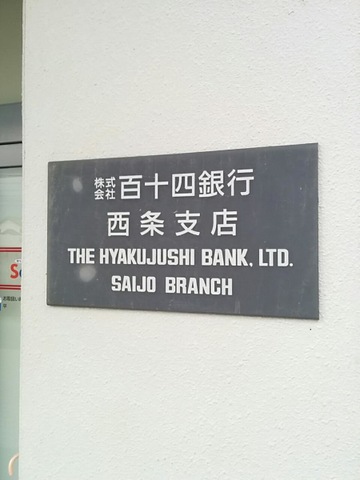 株式会社 百十四銀行
西条支店
THE HYAKUJUSHI BANK, LTD.
SAIJO BRANCH